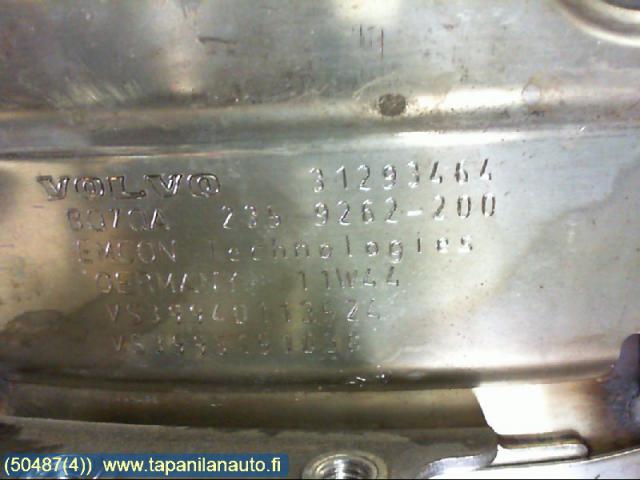 VOLVO 31293464
8070A 235 9262-200
EMCON Technologies
GERMANY 11W44
(50487(4)) www.tapanilanauto.fi